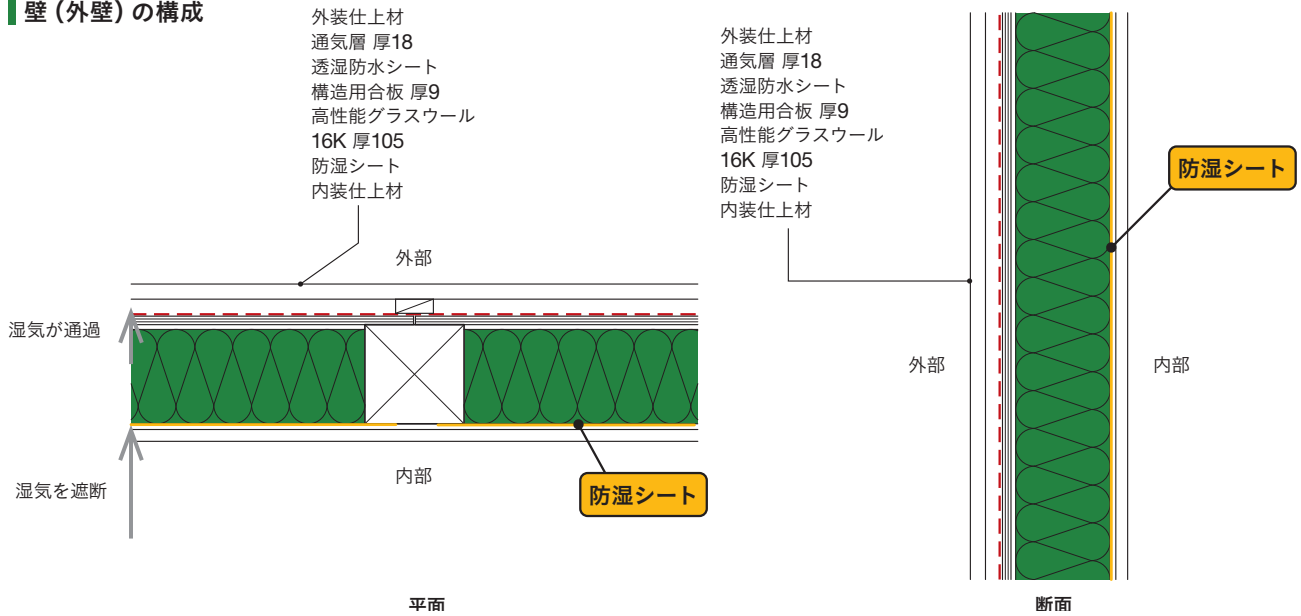 壁（外壁）の構成
外装仕上材
通気層 厚18
透湿防水シート
構造用合板 厚9
高性能グラスウール
16K 厚105
防湿シート
内装仕上材
外部
湿気が通過
湿気を遮断
内部
防湿シート
平面
外装仕上材
通気層 厚18
透湿防水シート
構造用合板 厚9
高性能グラスウール
16K 厚105
防湿シート
内装仕上材
防湿シート
外部
内部
断面